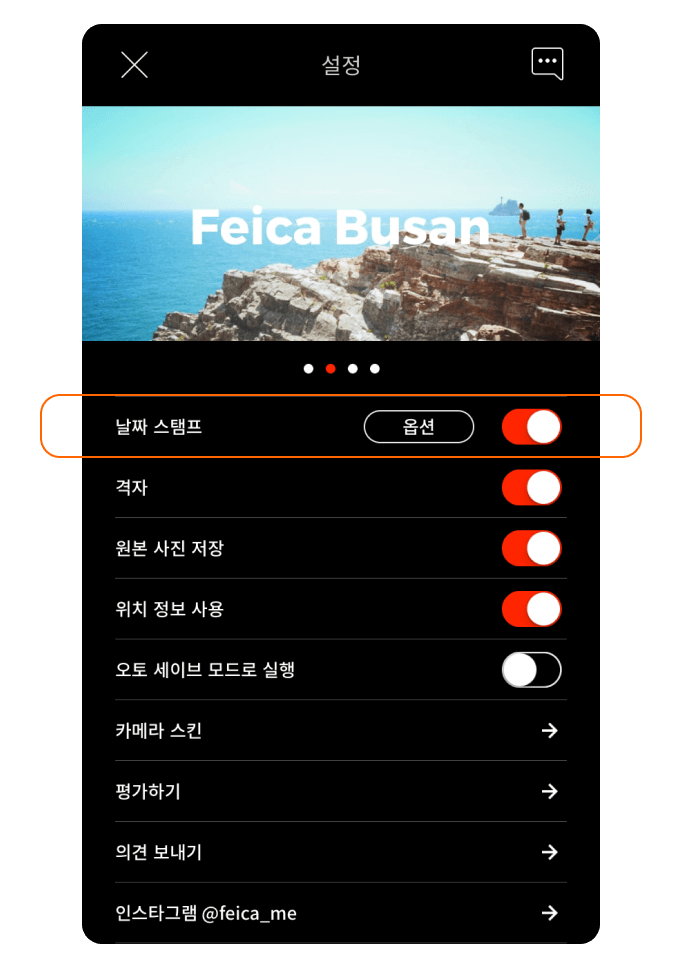 설정
Feica Busan
날짜 스탬프 옵션
격자
원본 사진 저장
위치 정보 사용
오토 세이브 모드로 실행
카메라 스킨
평가하기
의견 보내기
인스타그램 @feica_me